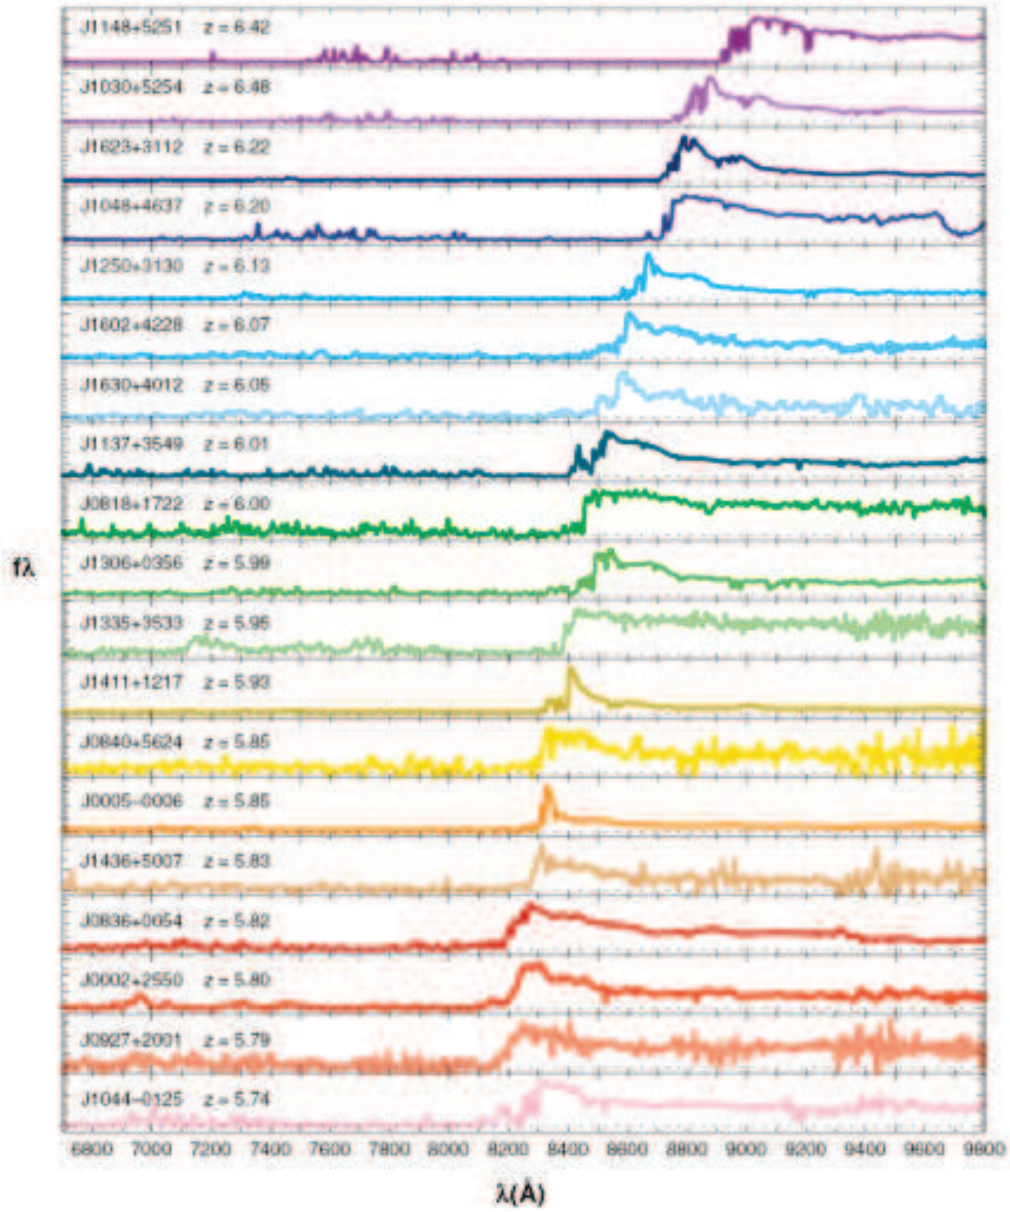 J1148+5251 z = 6.42
J1030+5254 z = 6.48
J1623+3112 z = 6.22
J1048+4637 z = 6.20
J1250+3130 z = 6.13
J1602+4228 z = 6.07
J1630+4012 z = 6.05
J1137+3549 z = 6.01
J0818+1722 z = 6.00
J1306+0356 z = 5.99
J1335+3533 z = 5.95
J1411+1217 z = 5.93
J0840+5624 z = 5.85
J0005-0006 z = 5.85
J1436+5007 z = 5.83
J0836+0054 z = 5.82
J0002+2550 z = 5.80
J0927+2001 z = 5.79
J1044-0125 z = 5.74
fλ
6800 7000 7200 7400 7600 7800 8000 8200 8400 8600 8800 9000 9200 9400 9600 9800
λ(Å)